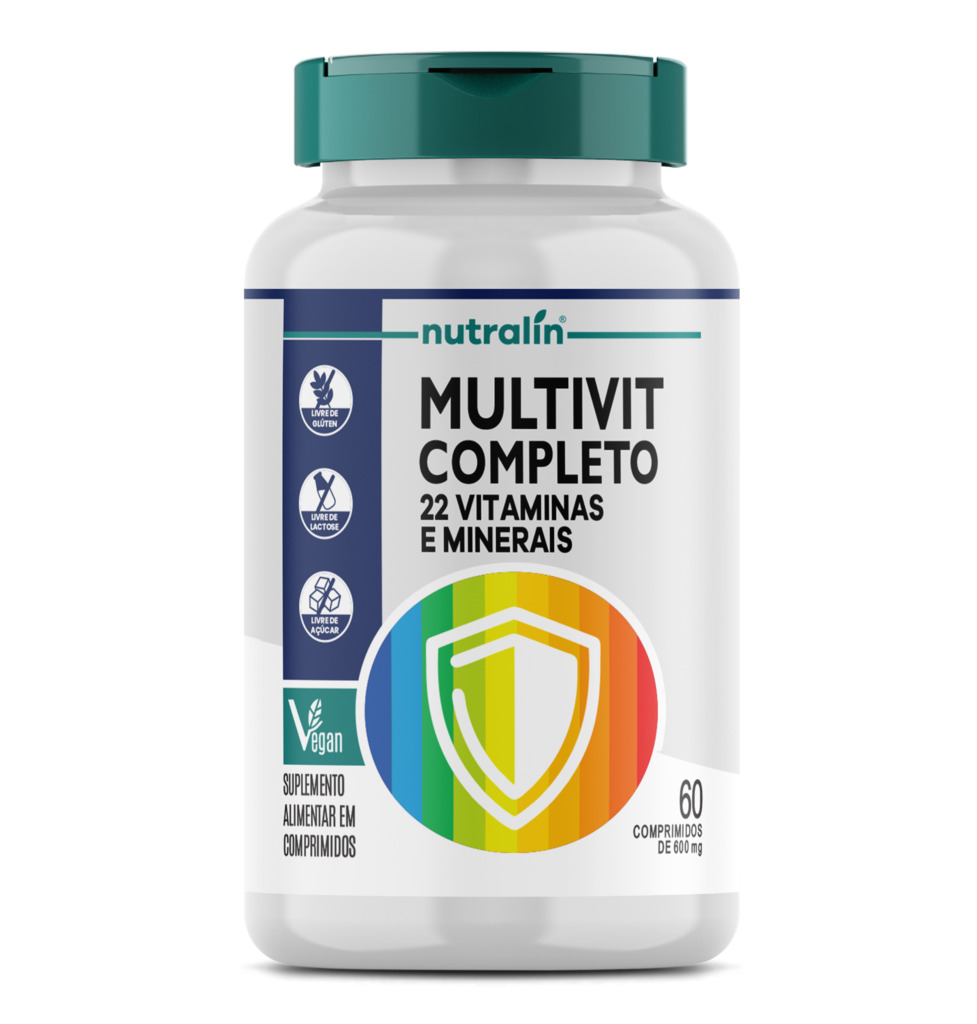 nutralin®
MULTIVIT
COMPLETO
22 VITAMINAS
E MINERAIS
LIVRE DE
GLÚTEN
LIVRE DE
LACTOSE
LIVRE DE
AÇÚCAR
Vegan
SUPLEMENTO
ALIMENTAR EM
COMPRIMIDOS
60
COMPRIMIDOS
DE 600 mg